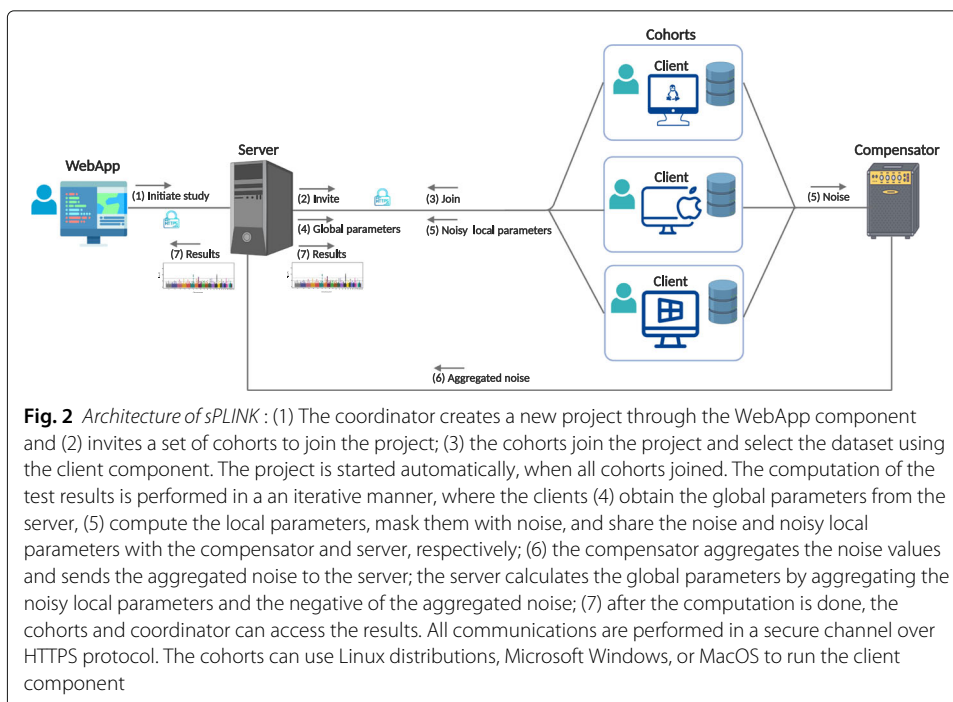 Cohorts
Client
Server
Compensator
WebApp
Client
(1) Initiate study
(2) Invite
(3) Join
(5) Noise
HTTPS
HTTPS
(4) Global parameters
(5) Noisy local parameters
(7) Results
(7) Results
Client
(6) Aggregated noise
Fig. 2 Architecture of sPLINK : (1) The coordinator creates a new project through the WebApp component
and (2) invites a set of cohorts to join the project; (3) the cohorts join the project and select the dataset using
the client component. The project is started automatically, when all cohorts joined. The computation of the
test results is performed in a an iterative manner, where the clients (4) obtain the global parameters from the
server, (5) compute the local parameters, mask them with noise, and share the noise and noisy local
parameters with the compensator and server, respectively; (6) the compensator aggregates the noise values
and sends the aggregated noise to the server; the server calculates the global parameters by aggregating the
noisy local parameters and the negative of the aggregated noise; (7) after the computation is done, the
cohorts and coordinator can access the results. All communications are performed in a secure channel over
HTTPS protocol. The cohorts can use Linux distributions, Microsoft Windows, or MacOS to run the client
component